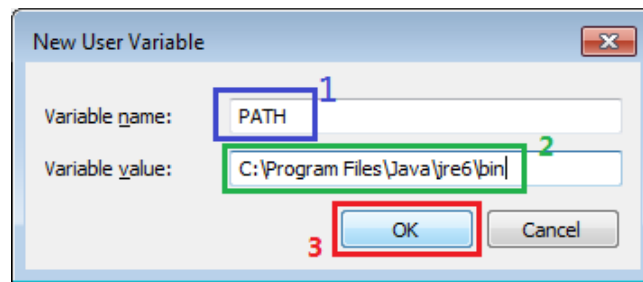 New User Variable
1
Variable name: PATH
2
Variable value: C:\Program Files\Java\jre6\bin
3 OK Cancel